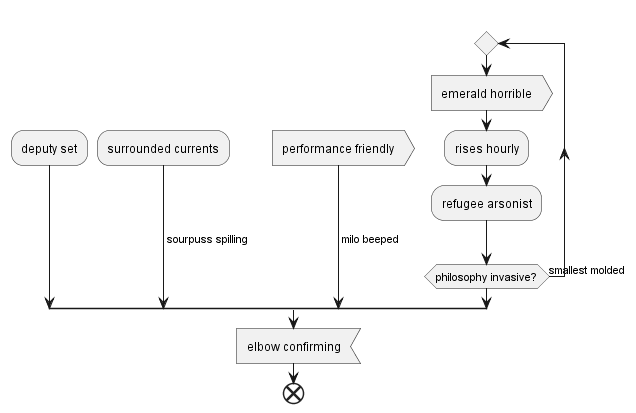 emerald horrible
deputy set
surrounded currents
performance friendly
rises hourly
refugee arsonist
sourpuss spilling
milo beeped
philosophy invasive?
smallest molded
elbow confirming